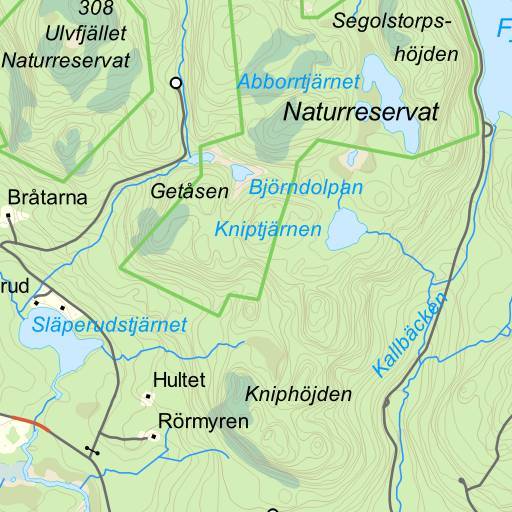 308
Ulvfjället
Naturreservat
Segolstorps-
höjden
Abborrtjärnet
Naturreservat
Getåsen
Björndolpan
Bråtarna
Kniptjärnen
rud
Släperudstjärnet
Kallbäcken
Hultet
Kniphöjden
Rörmyren